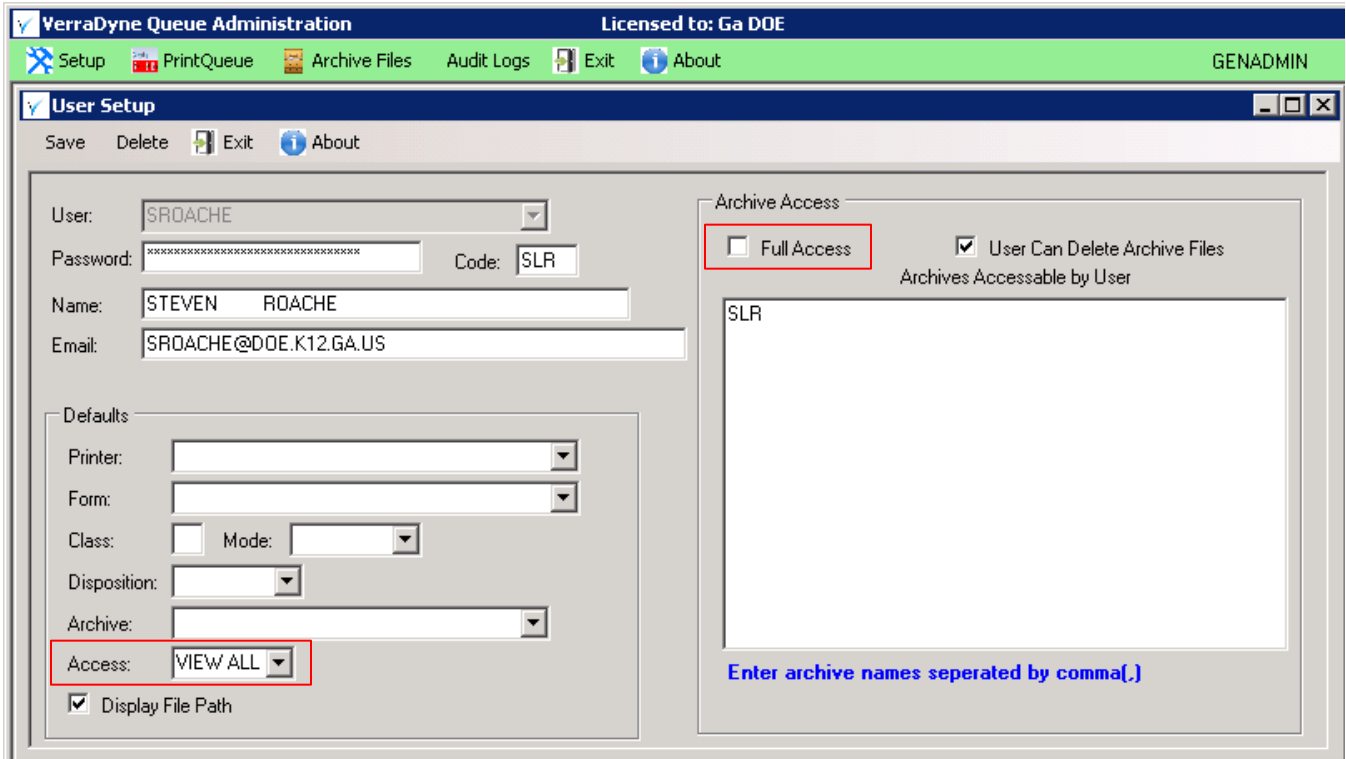 VerraDyne Queue Administration Licensed to: Ga DOE
Setup PrintQueue Archive Files Audit Logs Exit About GENADMIN
User Setup
Save Delete Exit About
User: SROACHE
Password: ******************************** Code: SLR
Name: STEVEN ROACHE
Email: SROACHE@DOE.K12.GA.US
Defaults
Printer:
Form:
Class: Mode:
Disposition:
Archive:
Access: VIEW ALL
Display File Path
Archive Access
Full Access User Can Delete Archive Files
Archives Accessable by User
SLR
Enter archive names seperated by comma(,)